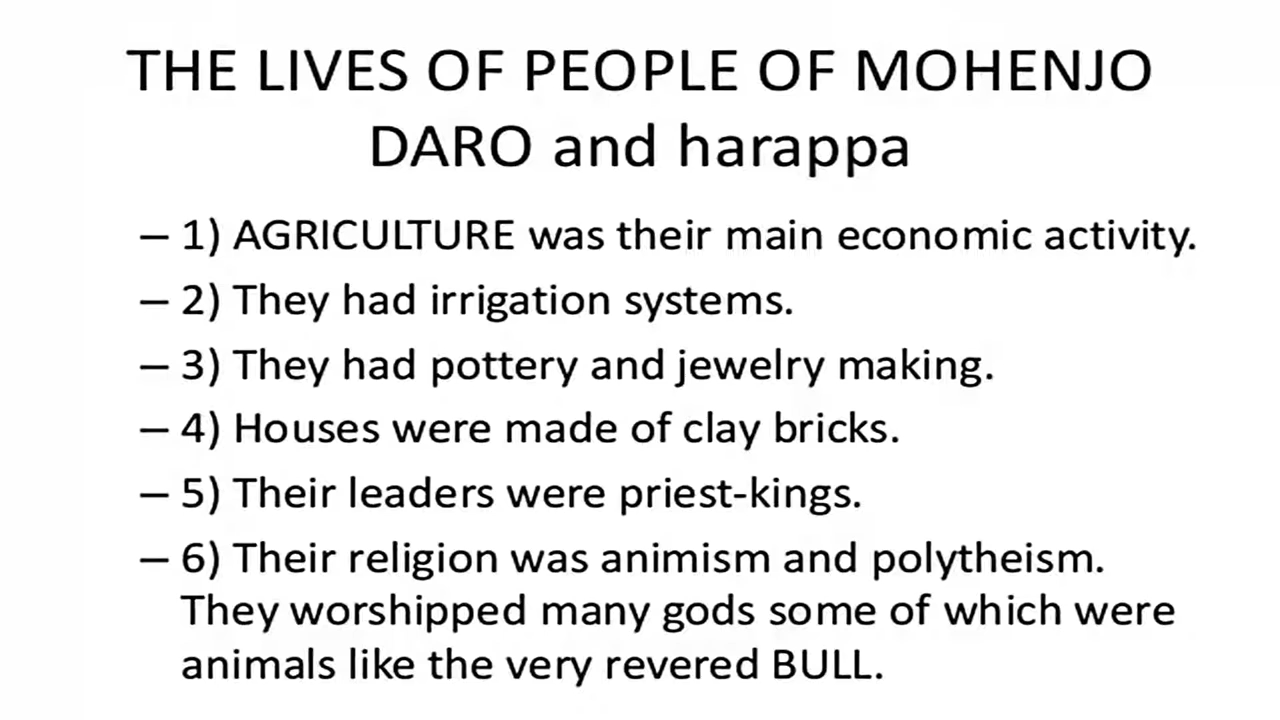 THE LIVES OF PEOPLE OF MOHENJO
DARO and harappa
– 1) AGRICULTURE was their main economic activity.
– 2) They had irrigation systems.
– 3) They had pottery and jewelry making.
– 4) Houses were made of clay bricks.
– 5) Their leaders were priest-kings.
– 6) Their religion was animism and polytheism.
They worshipped many gods some of which were
animals like the very revered BULL.